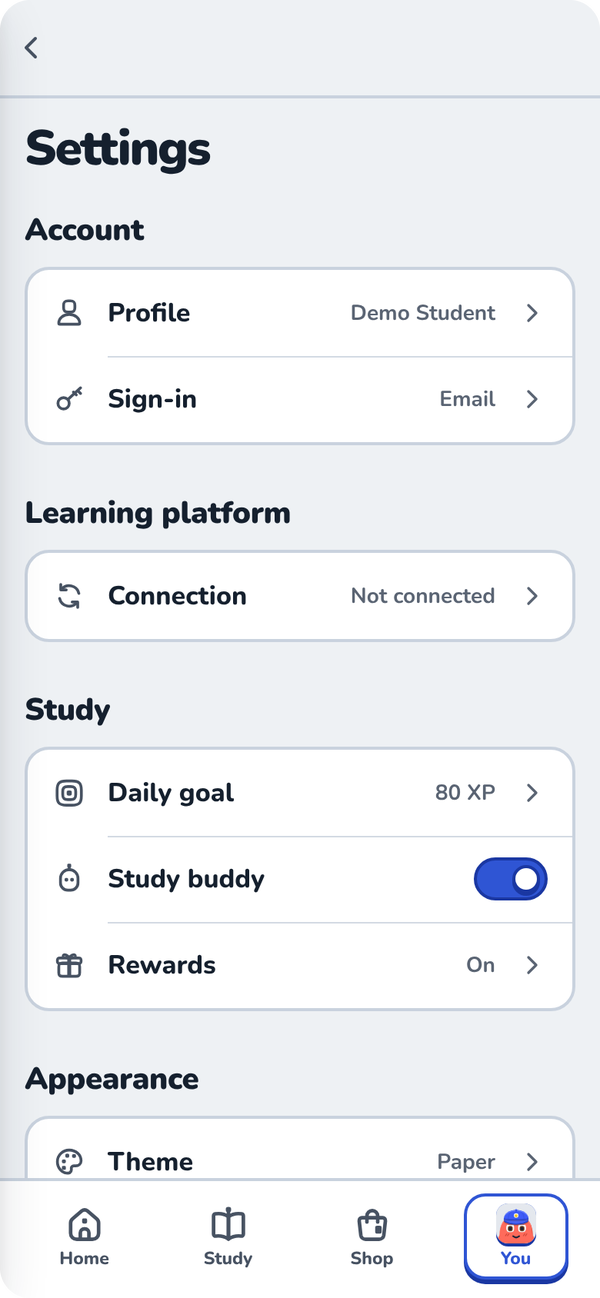 Settings
Account
Profile Demo Student
Sign-in Email
Learning platform
Connection Not connected
Study
Daily goal 80 XP
Study buddy
Rewards On
Appearance
Theme Paper
Home Study Shop You